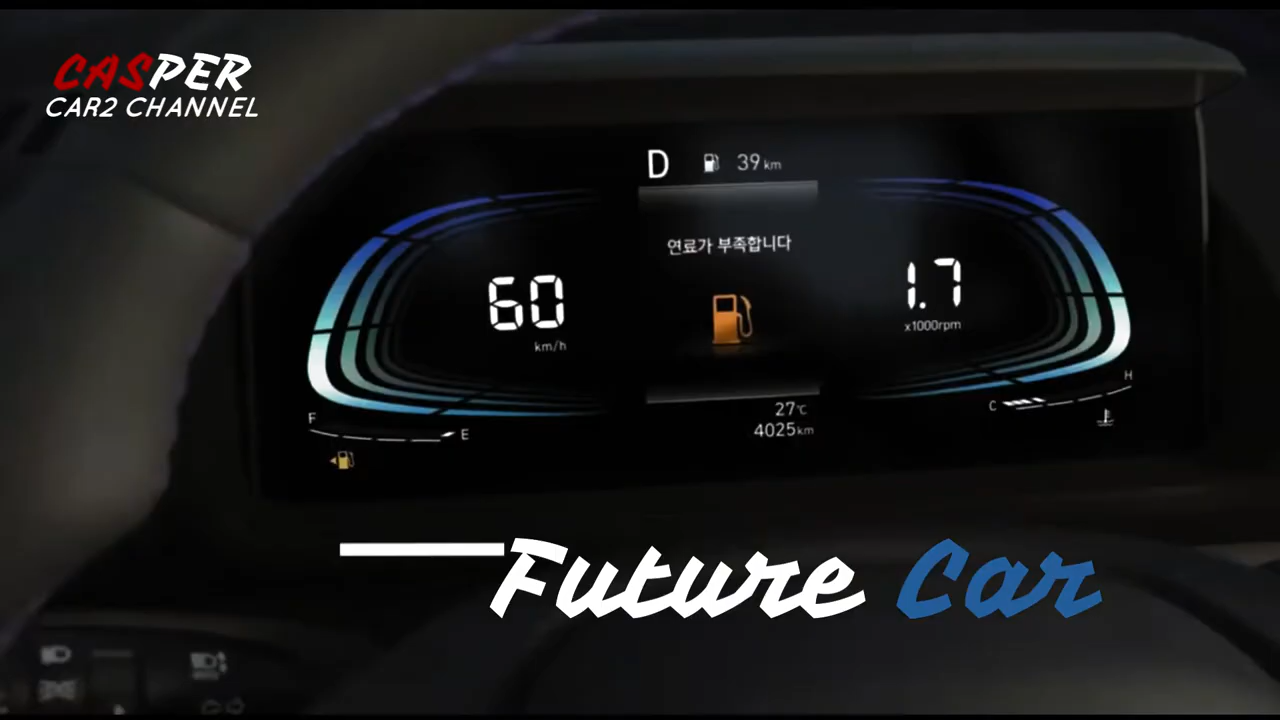 CASPER
CAR2 CHANNEL
D 39 km
연료가 부족합니다
60
km/h
1.7
x1000rpm
27℃
4025km
F E
C H
Future Car